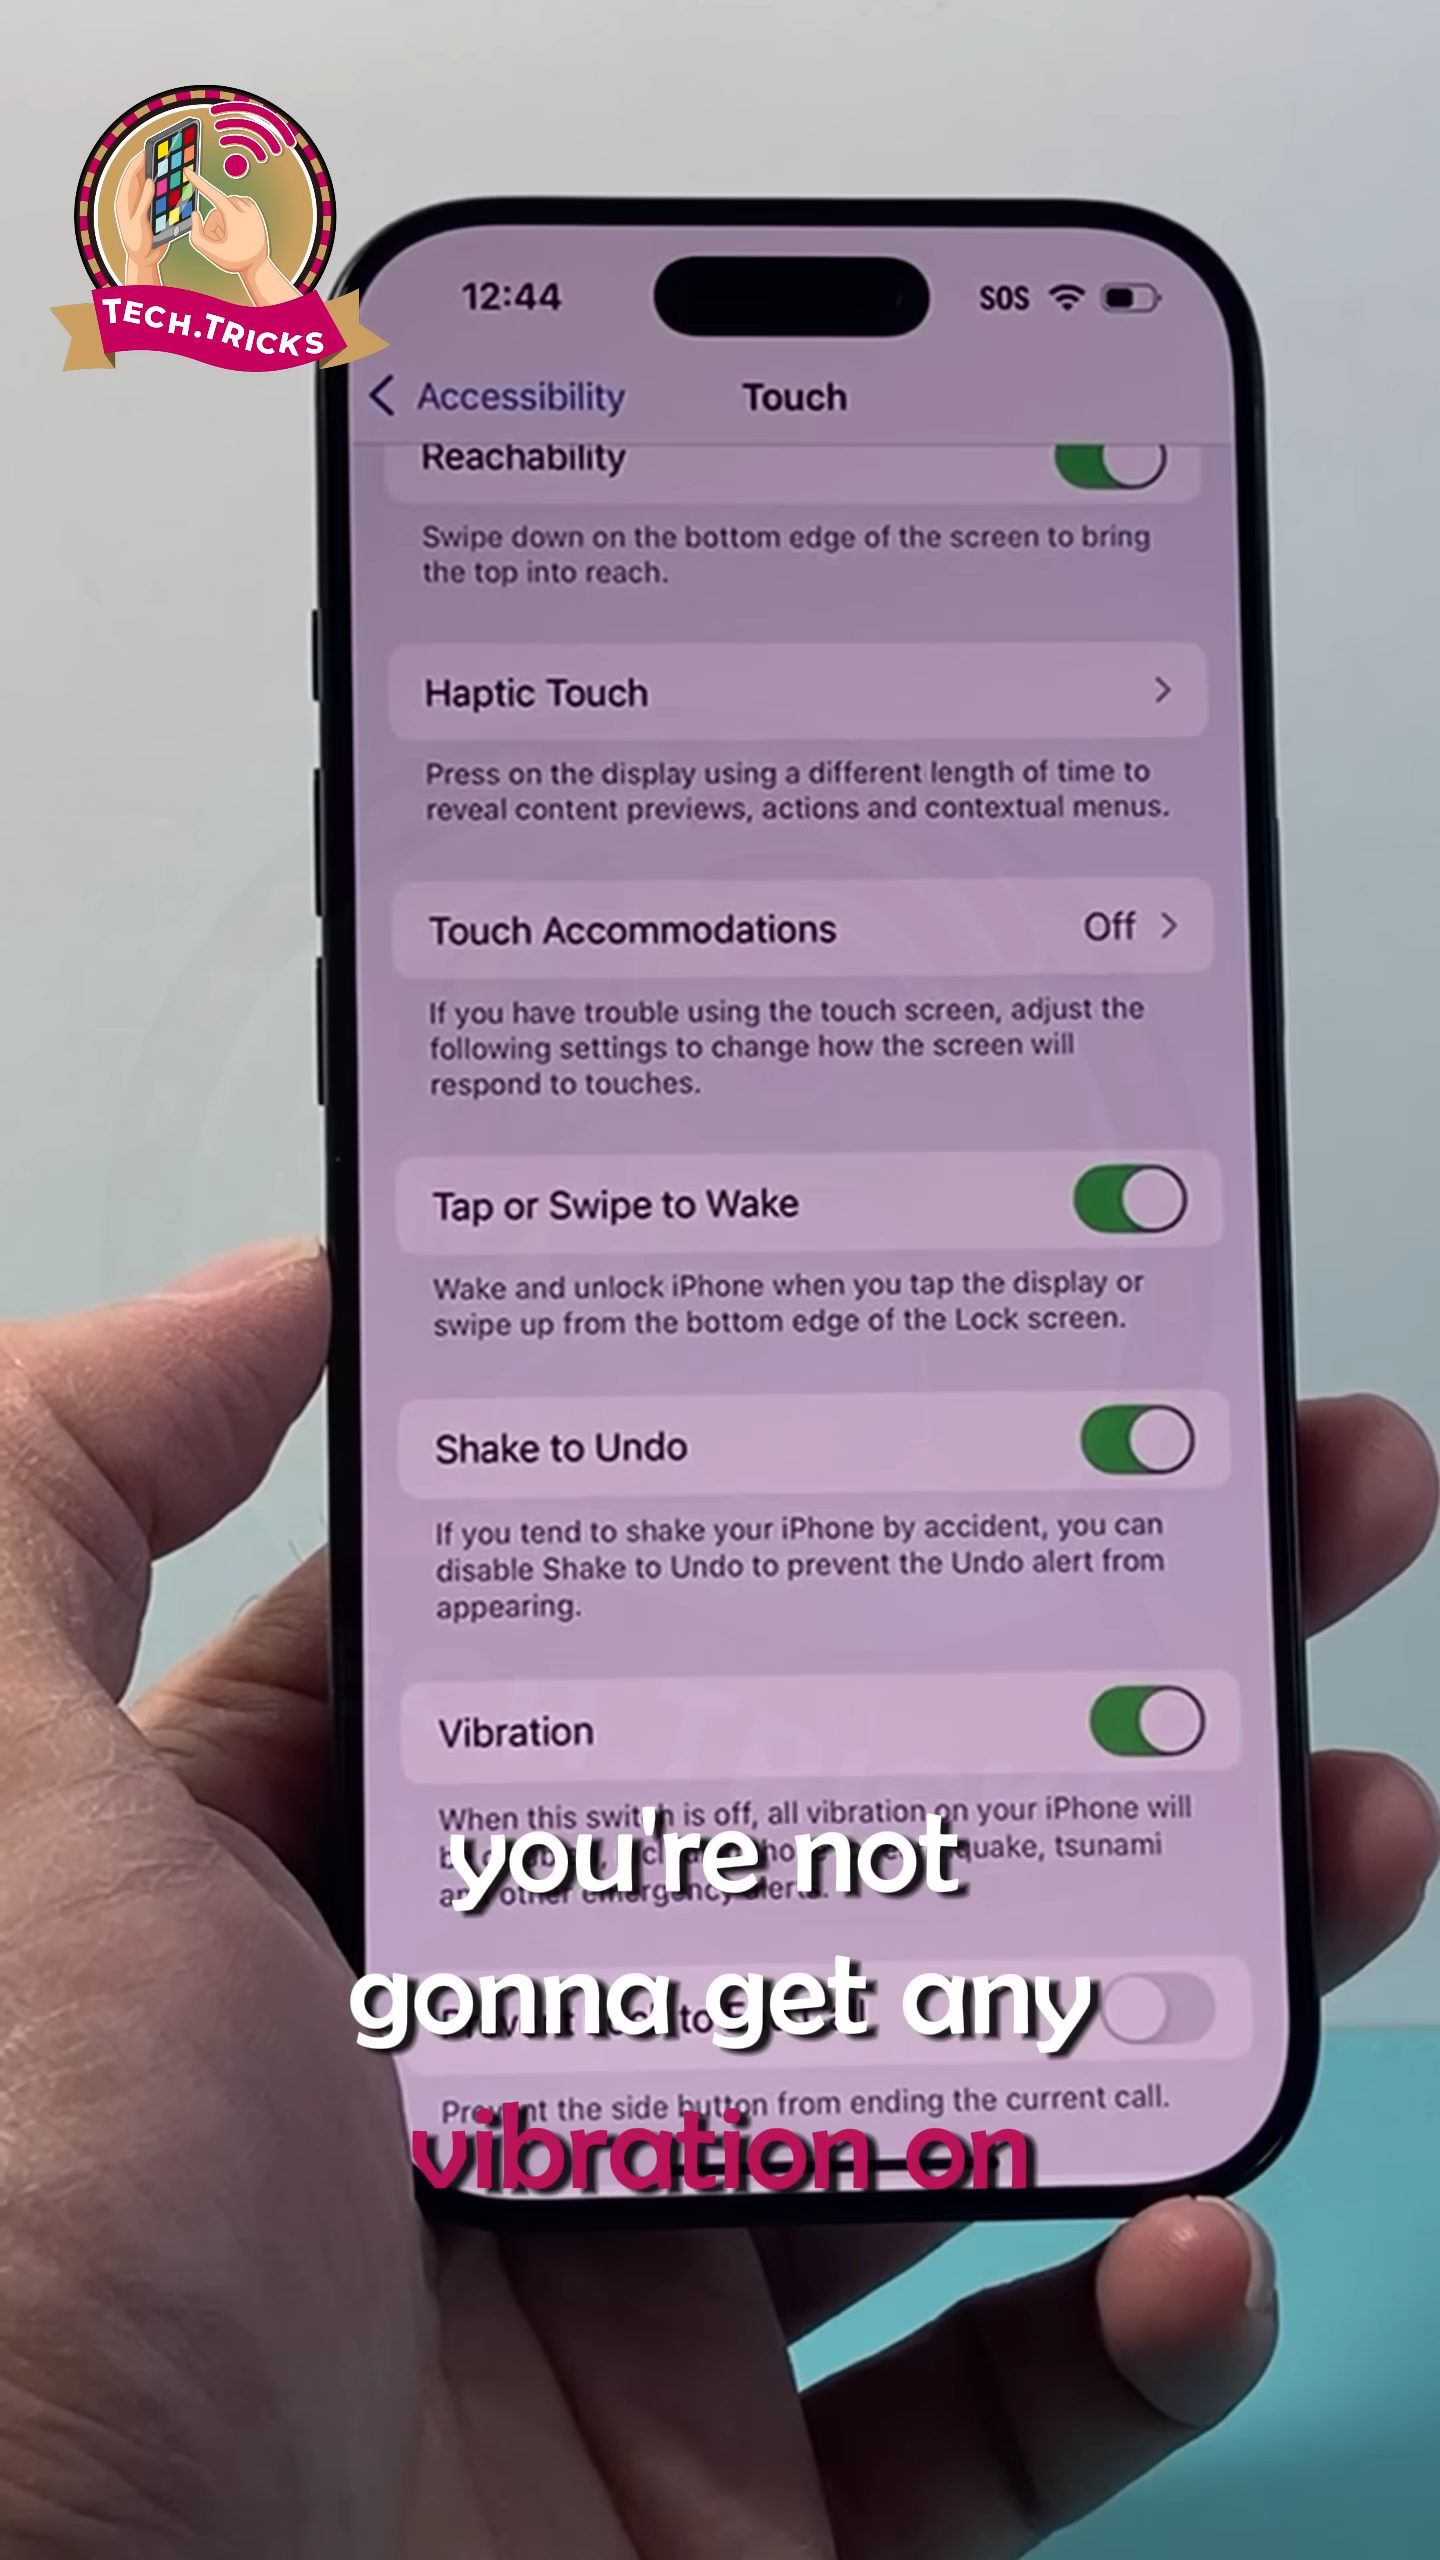 TECH.TRICKS
12:44
SOS
Accessibility
Touch
Reachability
Swipe down on the bottom edge of the screen to bring
the top into reach.
Haptic Touch
Press on the display using a different length of time to
reveal content previews, actions and contextual menus.
Touch Accommodations
Off
If you have trouble using the touch screen, adjust the
following settings to change how the screen will
respond to touches.
Tap or Swipe to Wake
Wake and unlock iPhone when you tap the display or
swipe up from the bottom edge of the Lock screen.
Shake to Undo
If you tend to shake your iPhone by accident, you can
disable Shake to Undo to prevent the Undo alert from
appearing.
Vibration
When this switch is off, all vibration on your iPhone will
tsunami
and other emergency alerts.
Prevent the side button from ending the current call.
you're not
gonna get any
vibration on